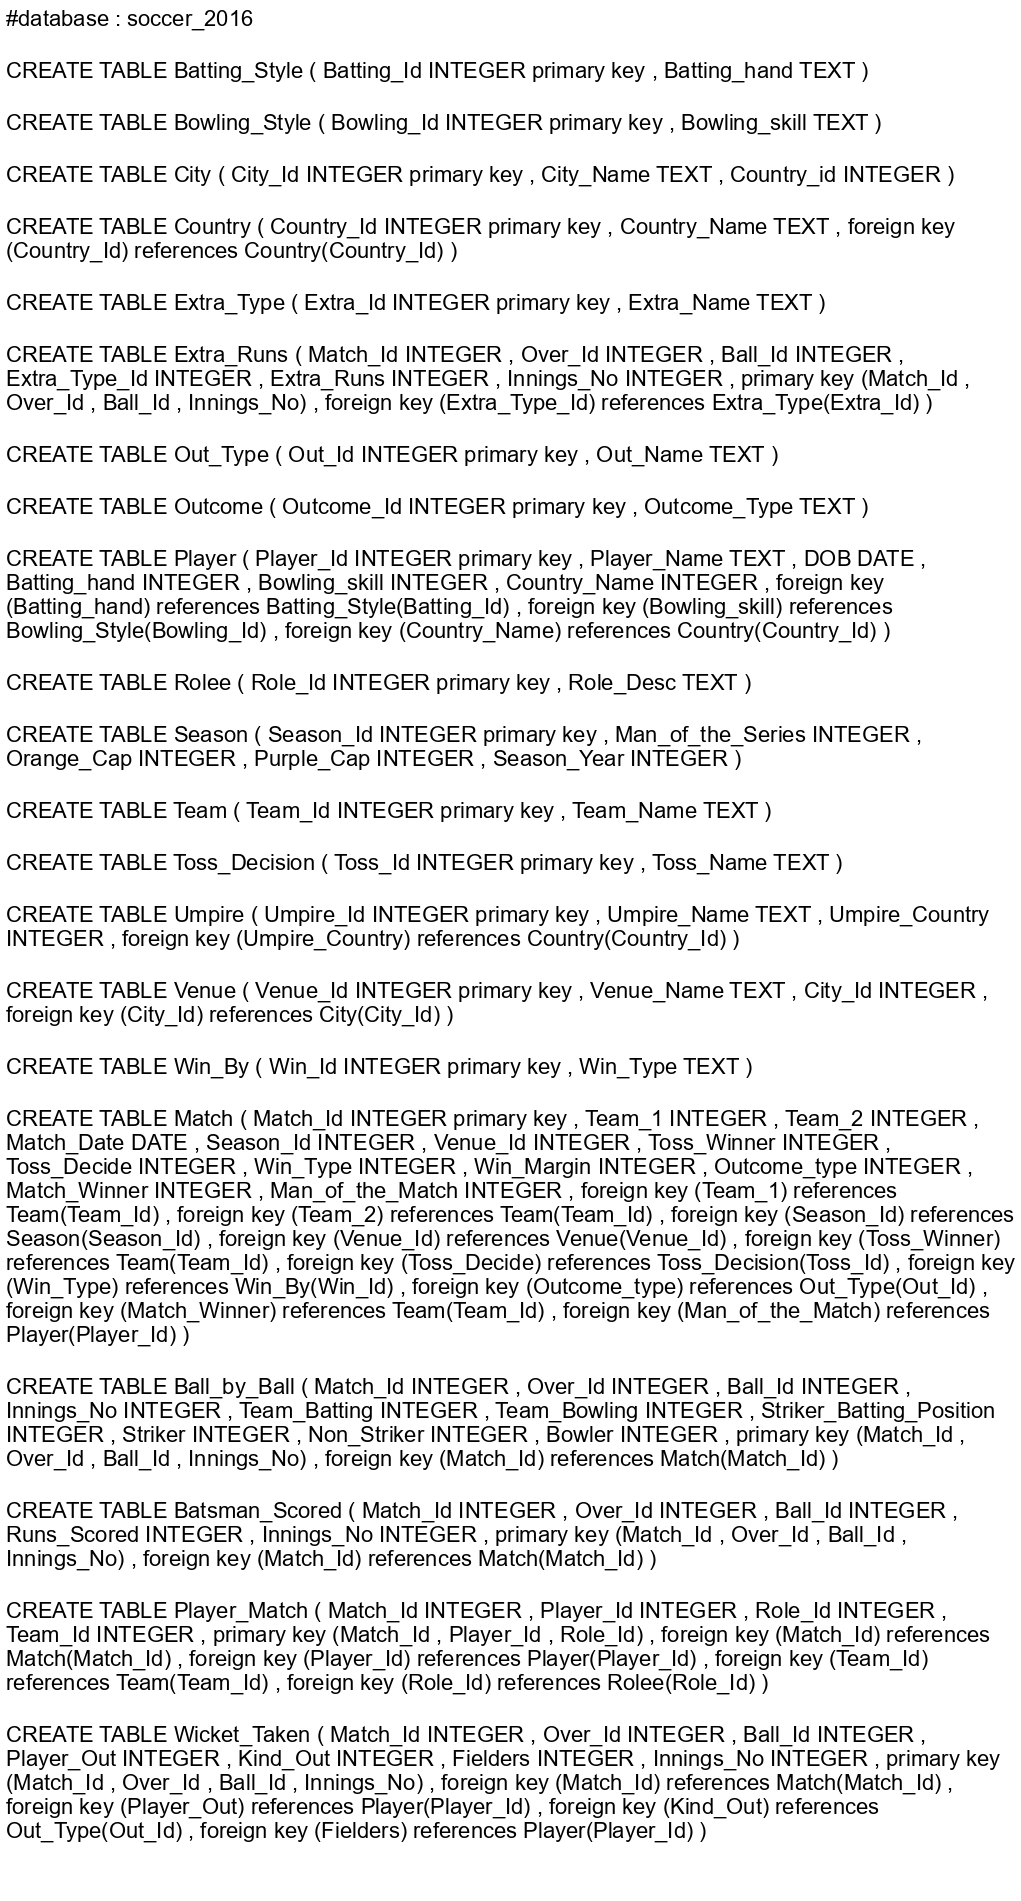 #database : soccer_2016
CREATE TABLE Batting_Style ( Batting_Id INTEGER primary key , Batting_hand TEXT )
CREATE TABLE Bowling_Style ( Bowling_Id INTEGER primary key , Bowling_skill TEXT )
CREATE TABLE City ( City_Id INTEGER primary key , City_Name TEXT , Country_id INTEGER )
CREATE TABLE Country ( Country_Id INTEGER primary key , Country_Name TEXT , foreign key
(Country_Id) references Country(Country_Id) )
CREATE TABLE Extra_Type ( Extra_Id INTEGER primary key , Extra_Name TEXT )
CREATE TABLE Extra_Runs ( Match_Id INTEGER , Over_Id INTEGER , Ball_Id INTEGER ,
Extra_Type_Id INTEGER , Extra_Runs INTEGER , Innings_No INTEGER , primary key (Match_Id ,
Over_Id , Ball_Id , Innings_No) , foreign key (Extra_Type_Id) references Extra_Type(Extra_Id) )
CREATE TABLE Out_Type ( Out_Id INTEGER primary key , Out_Name TEXT )
CREATE TABLE Outcome ( Outcome_Id INTEGER primary key , Outcome_Type TEXT )
CREATE TABLE Player ( Player_Id INTEGER primary key , Player_Name TEXT , DOB DATE ,
Batting_hand INTEGER , Bowling_skill INTEGER , Country_Name INTEGER , foreign key
(Batting_hand) references Batting_Style(Batting_Id) , foreign key (Bowling_skill) references
Bowling_Style(Bowling_Id) , foreign key (Country_Name) references Country(Country_Id) )
CREATE TABLE Rolee ( Role_Id INTEGER primary key , Role_Desc TEXT )
CREATE TABLE Season ( Season_Id INTEGER primary key , Man_of_the_Series INTEGER ,
Orange_Cap INTEGER , Purple_Cap INTEGER , Season_Year INTEGER )
CREATE TABLE Team ( Team_Id INTEGER primary key , Team_Name TEXT )
CREATE TABLE Toss_Decision ( Toss_Id INTEGER primary key , Toss_Name TEXT )
CREATE TABLE Umpire ( Umpire_Id INTEGER primary key , Umpire_Name TEXT , Umpire_Country
INTEGER , foreign key (Umpire_Country) references Country(Country_Id) )
CREATE TABLE Venue ( Venue_Id INTEGER primary key , Venue_Name TEXT , City_Id INTEGER ,
foreign key (City_Id) references City(City_Id) )
CREATE TABLE Win_By ( Win_Id INTEGER primary key , Win_Type TEXT )
CREATE TABLE Match ( Match_Id INTEGER primary key , Team_1 INTEGER , Team_2 INTEGER ,
Match_Date DATE , Season_Id INTEGER , Venue_Id INTEGER , Toss_Winner INTEGER ,
Toss_Decide INTEGER , Win_Type INTEGER , Win_Margin INTEGER , Outcome_type INTEGER ,
Match_Winner INTEGER , Man_of_the_Match INTEGER , foreign key (Team_1) references
Team(Team_Id) , foreign key (Team_2) references Team(Team_Id) , foreign key (Season_Id) references
Season(Season_Id) , foreign key (Venue_Id) references Venue(Venue_Id) , foreign key (Toss_Winner)
references Team(Team_Id) , foreign key (Toss_Decide) references Toss_Decision(Toss_Id) , foreign key
(Win_Type) references Win_By(Win_Id) , foreign key (Outcome_type) references Out_Type(Out_Id) ,
foreign key (Match_Winner) references Team(Team_Id) , foreign key (Man_of_the_Match) references
Player(Player_Id) )
CREATE TABLE Ball_by_Ball ( Match_Id INTEGER , Over_Id INTEGER , Ball_Id INTEGER ,
Innings_No INTEGER , Team_Batting INTEGER , Team_Bowling INTEGER , Striker_Batting_Position
INTEGER , Striker INTEGER , Non_Striker INTEGER , Bowler INTEGER , primary key (Match_Id ,
Over_Id , Ball_Id , Innings_No) , foreign key (Match_Id) references Match(Match_Id) )
CREATE TABLE Batsman_Scored ( Match_Id INTEGER , Over_Id INTEGER , Ball_Id INTEGER ,
Runs_Scored INTEGER , Innings_No INTEGER , primary key (Match_Id , Over_Id , Ball_Id ,
Innings_No) , foreign key (Match_Id) references Match(Match_Id) )
CREATE TABLE Player_Match ( Match_Id INTEGER , Player_Id INTEGER , Role_Id INTEGER ,
Team_Id INTEGER , primary key (Match_Id , Player_Id , Role_Id) , foreign key (Match_Id) references
Match(Match_Id) , foreign key (Player_Id) references Player(Player_Id) , foreign key (Team_Id)
references Team(Team_Id) , foreign key (Role_Id) references Rolee(Role_Id) )
CREATE TABLE Wicket_Taken ( Match_Id INTEGER , Over_Id INTEGER , Ball_Id INTEGER ,
Player_Out INTEGER , Kind_Out INTEGER , Fielders INTEGER , Innings_No INTEGER , primary key
(Match_Id , Over_Id , Ball_Id , Innings_No) , foreign key (Match_Id) references Match(Match_Id) ,
foreign key (Player_Out) references Player(Player_Id) , foreign key (Kind_Out) references
Out_Type(Out_Id) , foreign key (Fielders) references Player(Player_Id) )